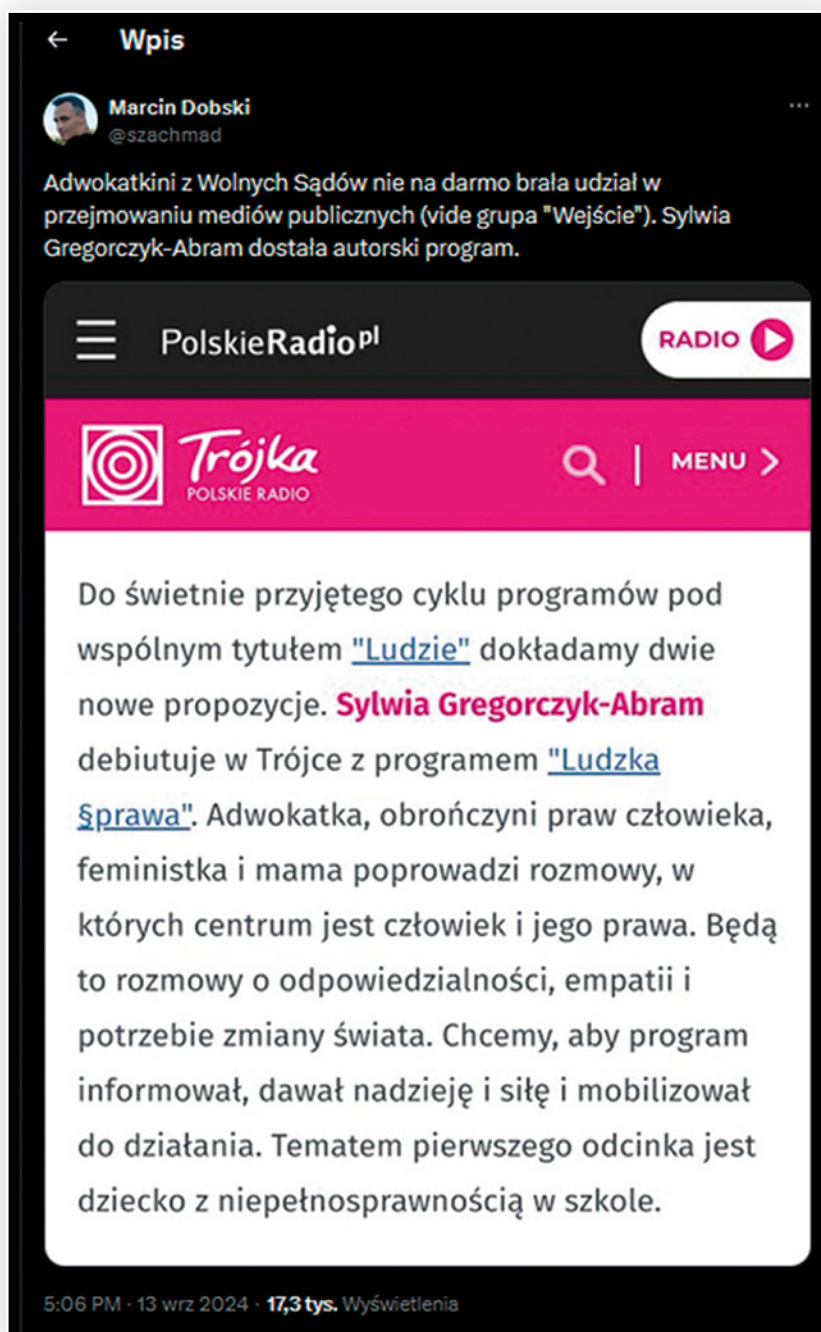 Wpis
Marcin Dobski
@szachmad
Adwokatkini z Wolnych Sądów nie na darmo brała udział w
przejmowaniu mediów publicznych (vide grupa "Wejście"). Sylwia
Gregorczyk-Abram dostała autorski program.
PolskieRadio.pl
RADIO
Trójka
POLSKIE RADIO
MENU
Do świetnie przyjętego cyklu programów pod
wspólnym tytułem "Ludzie" dokładamy dwie
nowe propozycje. Sylwia Gregorczyk-Abram
debiutuje w Trójce z programem "Ludzka
§prawa". Adwokatka, obrończyni praw człowieka,
feministka i mama poprowadzi rozmowy, w
których centrum jest człowiek i jego prawa. Będą
to rozmowy o odpowiedzialności, empatii i
potrzebie zmiany świata. Chcemy, aby program
informował, dawał nadzieję i siłę i mobilizował
do działania. Tematem pierwszego odcinka jest
dziecko z niepełnosprawnością w szkole.
5:06 PM · 13 wrz 2024 · 17,3 tys. Wyświetlenia